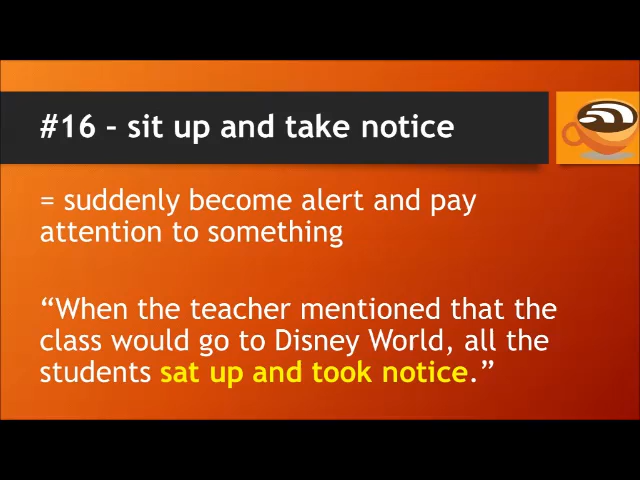 #16 – sit up and take notice
= suddenly become alert and pay
attention to something
“When the teacher mentioned that the
class would go to Disney World, all the
students sat up and took notice.”